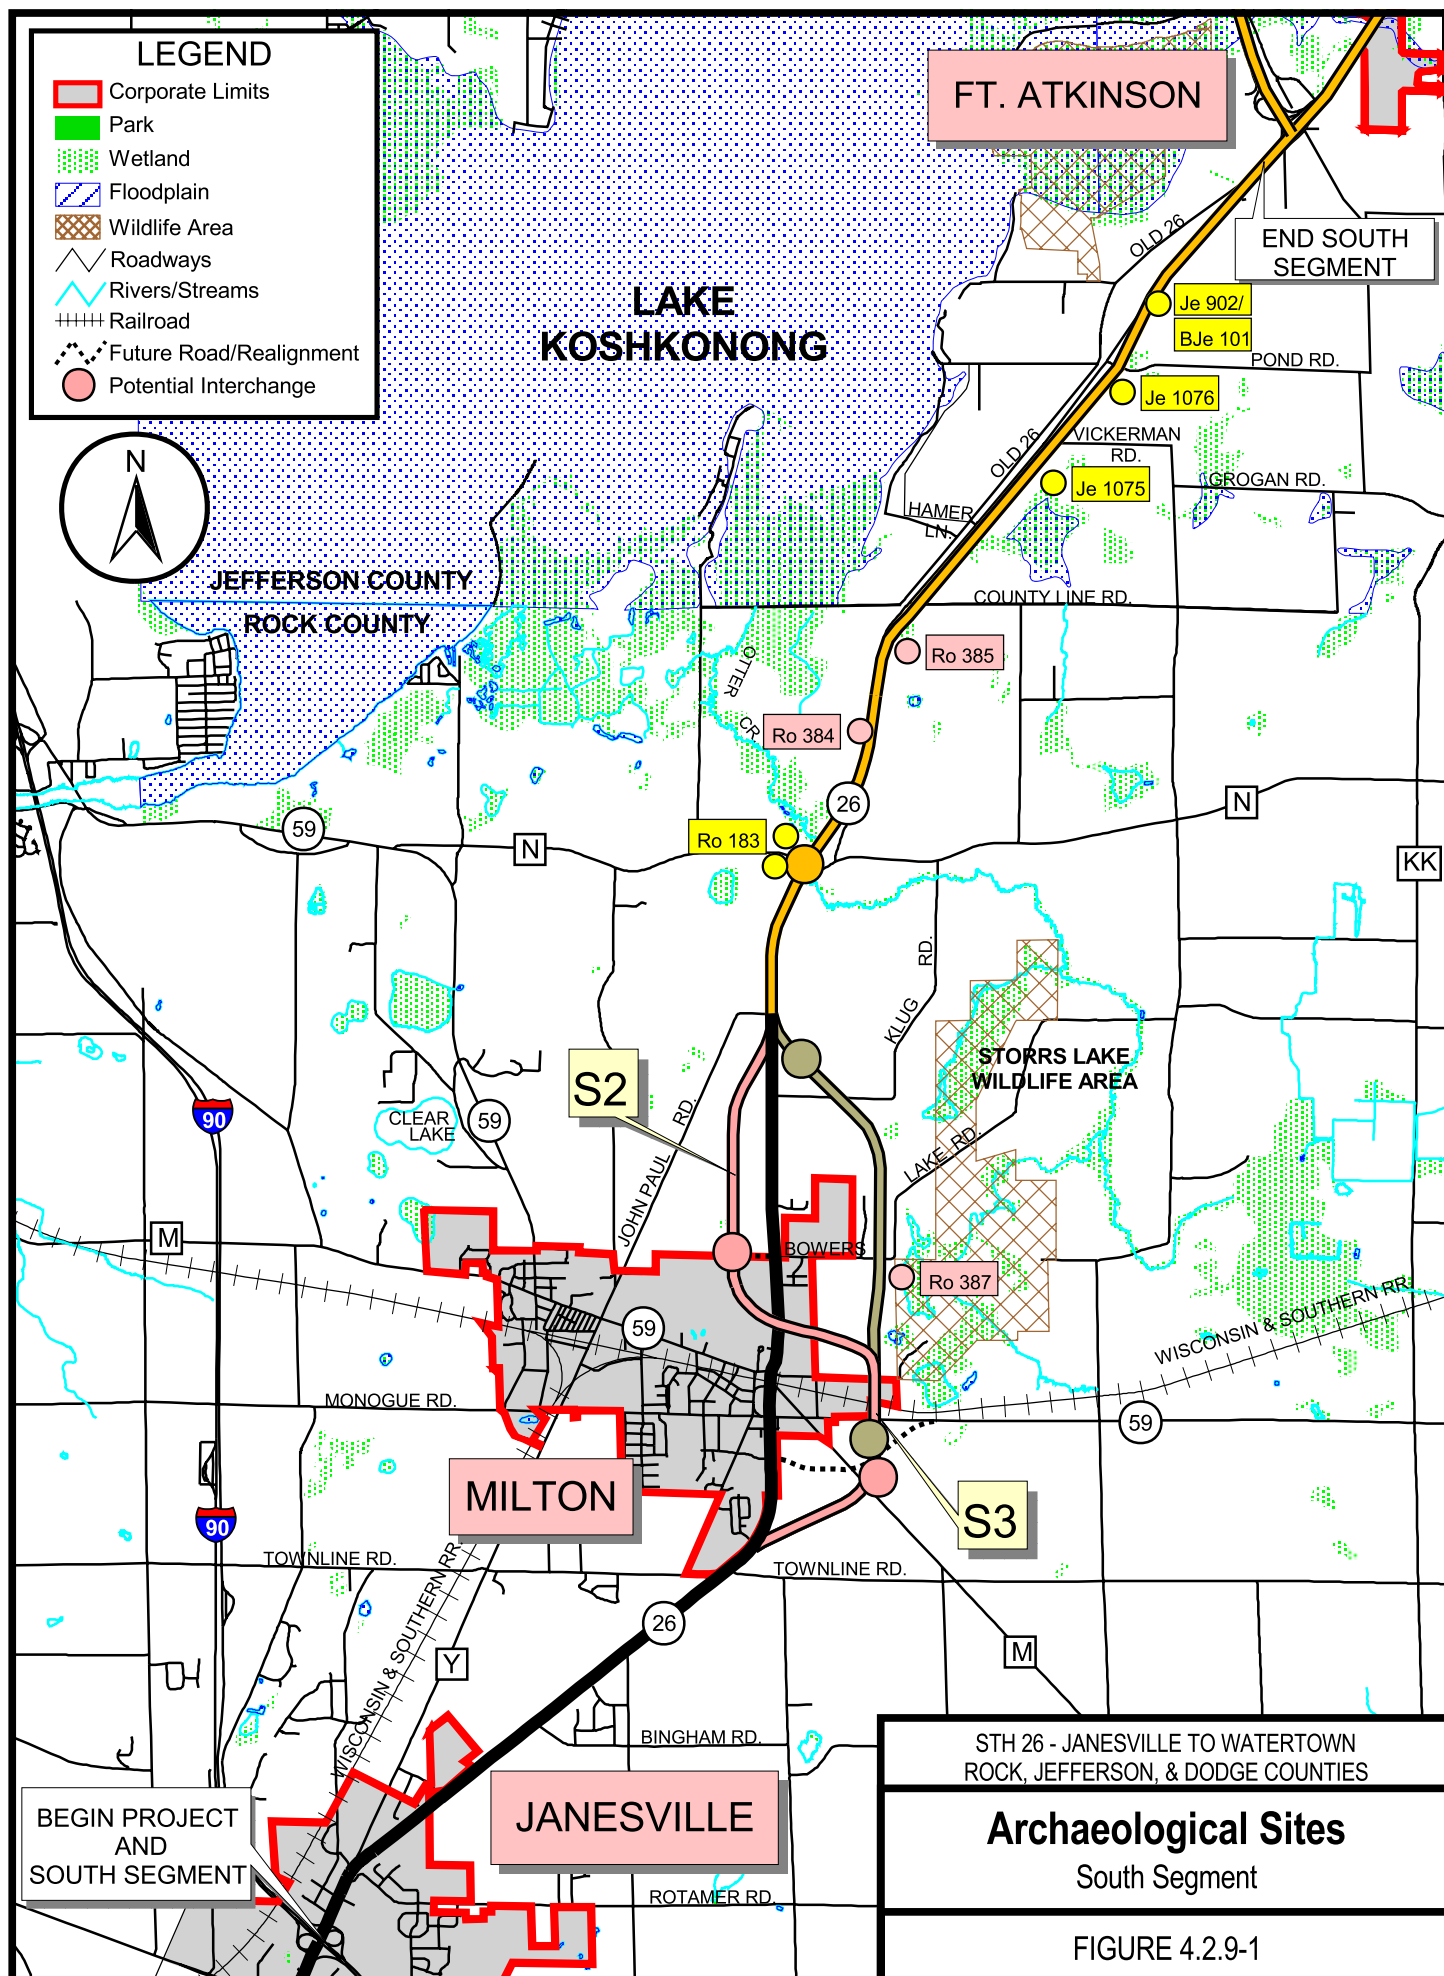 LEGEND
Corporate Limits
Park
Wetland
Floodplain
Wildlife Area
Roadways
Rivers/Streams
Railroad
Future Road/Realignment
Potential Interchange
N
FT. ATKINSON
OLD 26
END SOUTH
SEGMENT
LAKE
KOSHKONONG
Je 902/
BJe 101
POND RD.
Je 1076
OLD 26
VICKERMAN
RD.
Je 1075
GROGAN RD.
HAMER
LN.
JEFFERSON COUNTY
ROCK COUNTY
COUNTY LINE RD.
OTTER
CR.
Ro 385
Ro 384
26
N
59
N
Ro 183
KK
KLUG
RD.
STORRS LAKE
WILDLIFE AREA
S2
90
CLEAR
LAKE
59
JOHN PAUL
RD.
LAKE RD.
M
BOWERS
Ro 387
59
WISCONSIN & SOUTHERN RR.
MONOGUE RD.
59
MILTON
S3
90
TOWNLINE RD.
TOWNLINE RD.
WISCONSIN & SOUTHERN RR.
26
Y
M
BINGHAM RD.
JANESVILLE
BEGIN PROJECT
AND
SOUTH SEGMENT
ROTAMER RD.
STH 26 - JANESVILLE TO WATERTOWN
ROCK, JEFFERSON, & DODGE COUNTIES
Archaeological Sites
South Segment
FIGURE 4.2.9-1